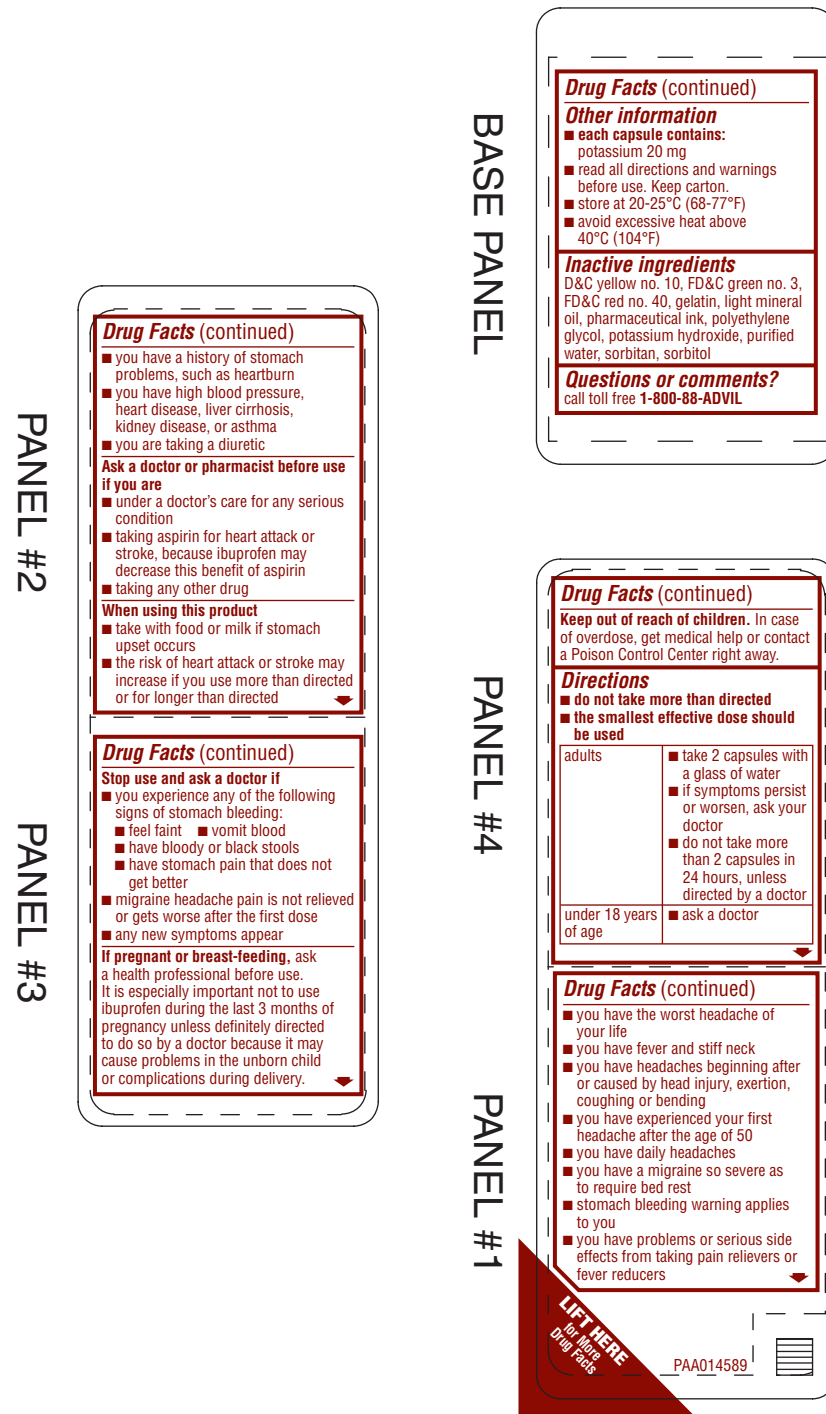 BASE PANEL
Drug Facts (continued)
Other information
■ each capsule contains:
potassium 20 mg
■ read all directions and warnings
before use. Keep carton.
■ store at 20-25°C (68-77°F)
■ avoid excessive heat above
40°C (104°F)
Inactive ingredients
D&C yellow no. 10, FD&C green no. 3,
FD&C red no. 40, gelatin, light mineral
oil, pharmaceutical ink, polyethylene
glycol, potassium hydroxide, purified
water, sorbitan, sorbitol
Questions or comments?
call toll free 1-800-88-ADVIL
PANEL #2
Drug Facts (continued)
■ you have a history of stomach
problems, such as heartburn
■ you have high blood pressure,
heart disease, liver cirrhosis,
kidney disease, or asthma
■ you are taking a diuretic
Ask a doctor or pharmacist before use
if you are
■ under a doctor's care for any serious
condition
■ taking aspirin for heart attack or
stroke, because ibuprofen may
decrease this benefit of aspirin
■ taking any other drug
When using this product
■ take with food or milk if stomach
upset occurs
■ the risk of heart attack or stroke may
increase if you use more than directed
or for longer than directed
PANEL #3
Drug Facts (continued)
Stop use and ask a doctor if
■ you experience any of the following
signs of stomach bleeding:
■ feel faint ■ vomit blood
■ have bloody or black stools
■ have stomach pain that does not
get better
■ migraine headache pain is not relieved
or gets worse after the first dose
■ any new symptoms appear
If pregnant or breast-feeding, ask
a health professional before use.
It is especially important not to use
ibuprofen during the last 3 months of
pregnancy unless definitely directed
to do so by a doctor because it may
cause problems in the unborn child
or complications during delivery.
PANEL #4
Drug Facts (continued)
Keep out of reach of children. In case
of overdose, get medical help or contact
a Poison Control Center right away.
Directions
■ do not take more than directed
■ the smallest effective dose should
be used
adults
■ take 2 capsules with
a glass of water
■ if symptoms persist
or worsen, ask your
doctor
■ do not take more
than 2 capsules in
24 hours, unless
directed by a doctor
under 18 years
of age
■ ask a doctor
PANEL #1
Drug Facts (continued)
■ you have the worst headache of
your life
■ you have fever and stiff neck
■ you have headaches beginning after
or caused by head injury, exertion,
coughing or bending
■ you have experienced your first
headache after the age of 50
■ you have daily headaches
■ you have a migraine so severe as
to require bed rest
■ stomach bleeding warning applies
to you
■ you have problems or serious side
effects from taking pain relievers or
fever reducers
LIFT HERE
for More
Drug Facts
PAA014589